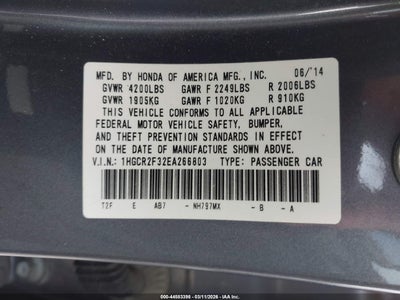 MFD. BY HONDA OF AMERICA MFG., INC. 06/'14
GVWR 4200LBS GAWR F 2249LBS R 2006LBS
GVWR 1905KG GAWR F 1020KG R 910KG
THIS VEHICLE CONFORMS TO ALL APPLICABLE
FEDERAL MOTOR VEHICLE SAFETY, BUMPER,
AND THEFT PREVENTION STANDARDS IN EFFECT
ON THE DATE OF MANUFACTURE SHOWN ABOVE.
V.I.N.: 1HGCR2F32EA266803 TYPE: PASSENGER CAR
T2F E AB7 - NH797MX - B - A
000-44593398 - 03/11/2026 - IAA Inc.